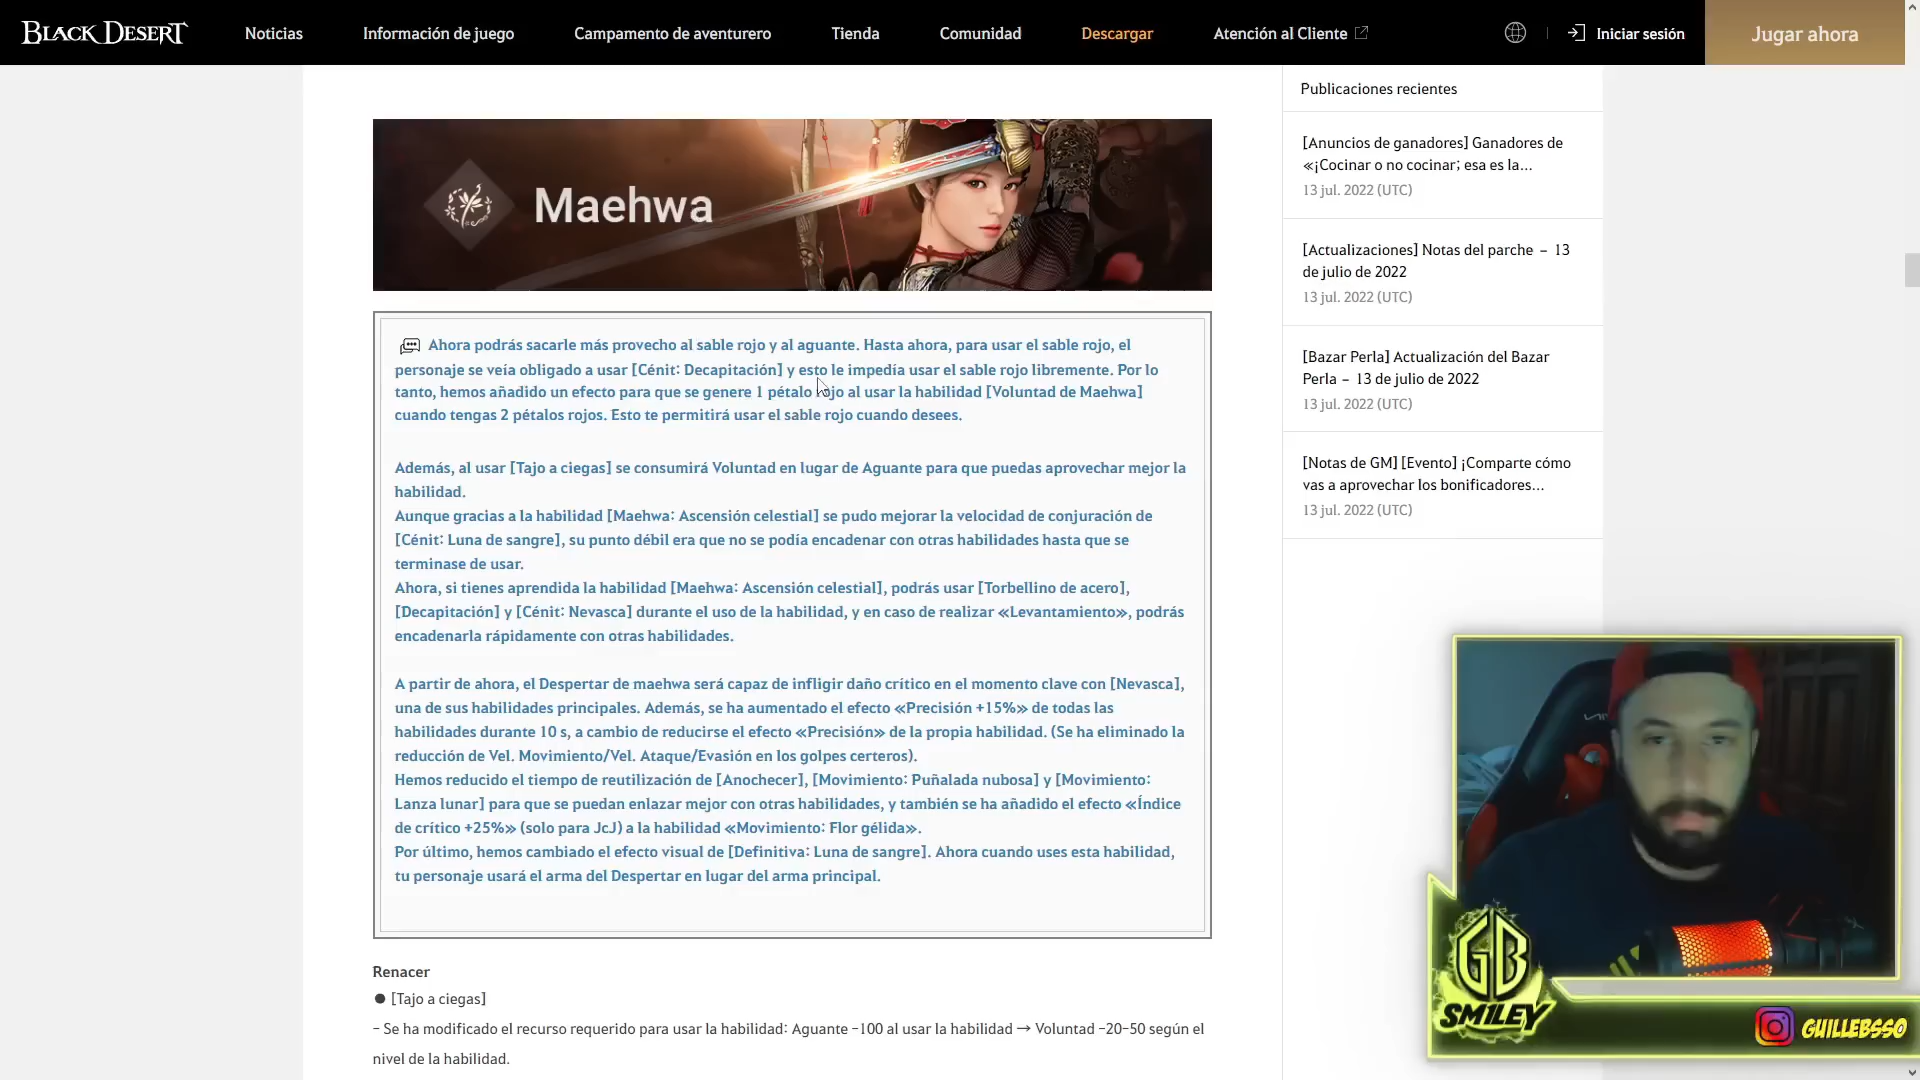 BLACK DESERT
Noticias
Información de juego
Campamento de aventurero
Tienda
Comunidad
Descargar
Atención al Cliente
Iniciar sesión
Jugar ahora
Maehwa
Ahora podrás sacarle más provecho al sable rojo y al aguante. Hasta ahora, para usar el sable rojo, el
personaje se veía obligado a usar [Cénit: Decapitación] y esto le impedía usar el sable rojo libremente. Por lo
tanto, hemos añadido un efecto para que se genere 1 pétalo rojo al usar la habilidad [Voluntad de Maehwa]
cuando tengas 2 pétalos rojos. Esto te permitirá usar el sable rojo cuando desees.
Además, al usar [Tajo a ciegas] se consumirá Voluntad en lugar de Aguante para que puedas aprovechar mejor la
habilidad.
Aunque gracias a la habilidad [Maehwa: Ascensión celestial] se pudo mejorar la velocidad de conjuración de
[Cénit: Luna de sangre], su punto débil era que no se podía encadenar con otras habilidades hasta que se
terminase de usar.
Ahora, si tienes aprendida la habilidad [Maehwa: Ascensión celestial], podrás usar [Torbellino de acero],
[Decapitación] y [Cénit: Nevasca] durante el uso de la habilidad, y en caso de realizar «Levantamiento», podrás
encadenarla rápidamente con otras habilidades.
A partir de ahora, el Despertar de maehwa será capaz de infligir daño crítico en el momento clave con [Nevasca],
una de sus habilidades principales. Además, se ha aumentado el efecto «Precisión +15%» de todas las
habilidades durante 10 s, a cambio de reducirse el efecto «Precisión» de la propia habilidad. (Se ha eliminado la
reducción de Vel. Movimiento/Vel. Ataque/Evasión en los golpes certeros).
Hemos reducido el tiempo de reutilización de [Anochecer], [Movimiento: Puñalada nubosa] y [Movimiento:
Lanza lunar] para que se puedan enlazar mejor con otras habilidades, y también se ha añadido el efecto «Índice
de crítico +25%» (solo para JcJ) a la habilidad «Movimiento: Flor gélida».
Por último, hemos cambiado el efecto visual de [Definitiva: Luna de sangre]. Ahora cuando uses esta habilidad,
tu personaje usará el arma del Despertar en lugar del arma principal.
Renacer
● [Tajo a ciegas]
- Se ha modificado el recurso requerido para usar la habilidad: Aguante -100 al usar la habilidad → Voluntad -20-50 según el
nivel de la habilidad.
Publicaciones recientes
[Anuncios de ganadores] Ganadores de
«¡Cocinar o no cocinar; esa es la...
13 jul. 2022 (UTC)
[Actualizaciones] Notas del parche - 13
de julio de 2022
13 jul. 2022 (UTC)
[Bazar Perla] Actualización del Bazar
Perla - 13 de julio de 2022
13 jul. 2022 (UTC)
[Notas de GM] [Evento] ¡Comparte cómo
vas a aprovechar los bonificadores...
13 jul. 2022 (UTC)
GB
SM1LEY
GUILLEBSSO